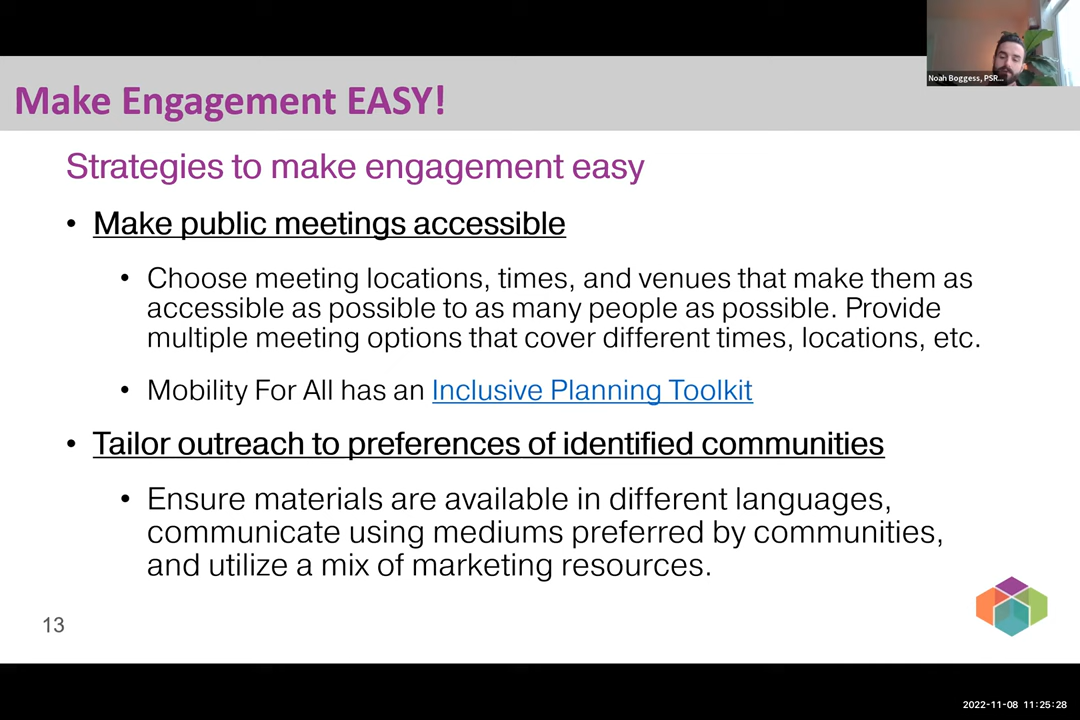 Noah Boggess, PSR...
Make Engagement EASY!
Strategies to make engagement easy
• Make public meetings accessible
• Choose meeting locations, times, and venues that make them as
accessible as possible to as many people as possible. Provide
multiple meeting options that cover different times, locations, etc.
• Mobility For All has an Inclusive Planning Toolkit
• Tailor outreach to preferences of identified communities
• Ensure materials are available in different languages,
communicate using mediums preferred by communities,
and utilize a mix of marketing resources.
13
2022-11-08 11:25:28